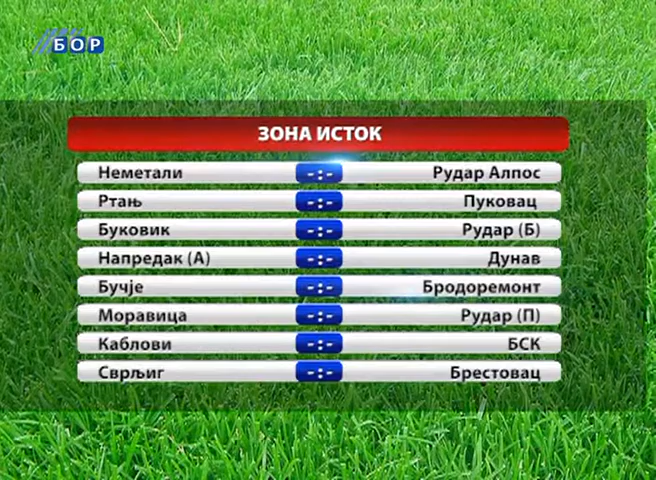 БОР
ЗОНА ИСТОК
Неметали -:- Рудар Алпос
Ртањ -:- Пуковац
Буковик -:- Рудар (Б)
Напредак (А) -:- Дунав
Бучје -:- Бродоремонт
Моравица -:- Рудар (П)
Каблови -:- БСК
Сврљиг -:- Брестовац